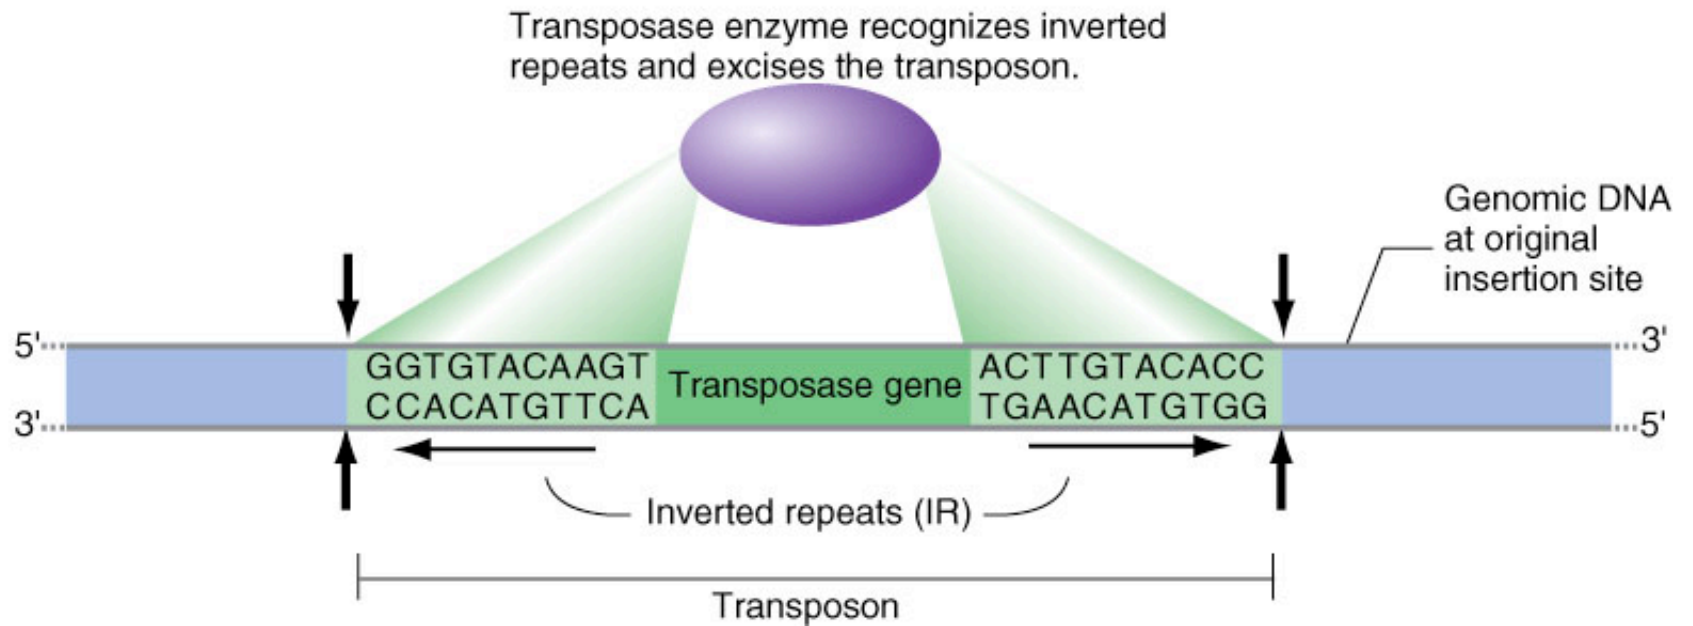 Transposase enzyme recognizes inverted
repeats and excises the transposon.
Genomic DNA
at original
insertion site
5' 3'
GGTGTACAAGT Transposase gene ACTTGTACACC
CCACATGTTCA TGAACATGTGG
3' 5'
Inverted repeats (IR)
Transposon